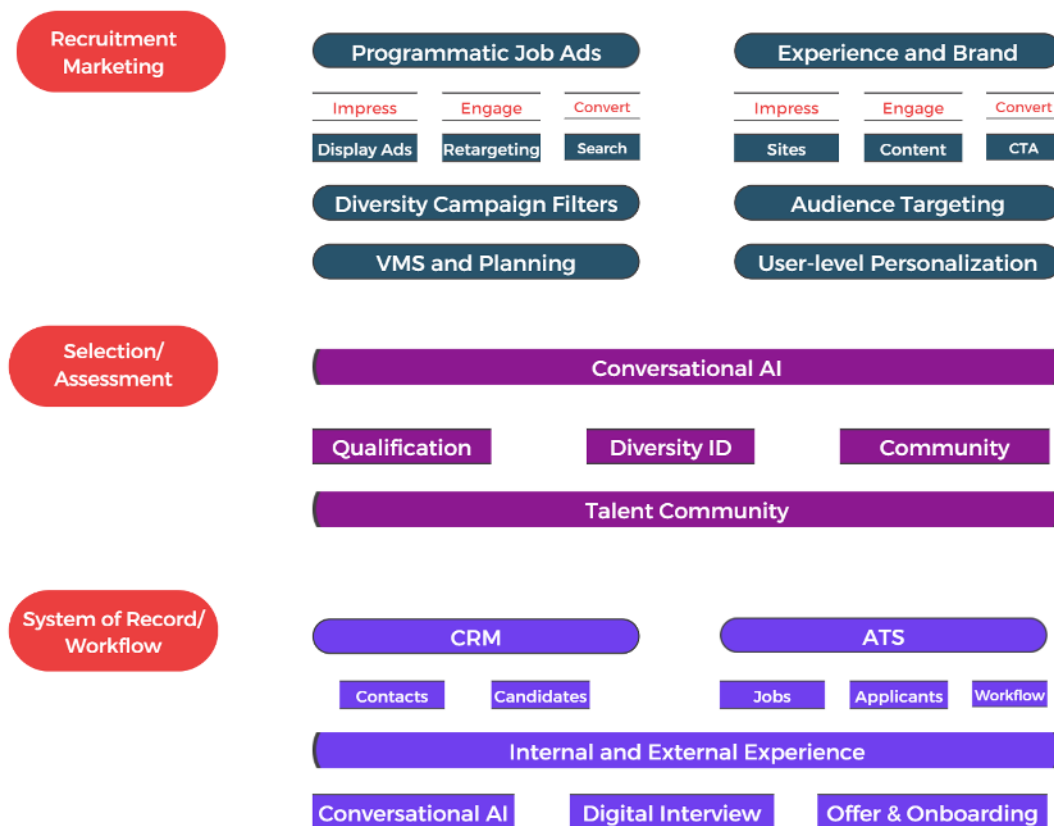 Recruitment
Marketing
Programmatic Job Ads
Experience and Brand
Impress
Engage
Convert
Impress
Engage
Convert
Display Ads
Retargeting
Search
Sites
Content
CTA
Diversity Campaign Filters
Audience Targeting
VMS and Planning
User-level Personalization
Selection/
Assessment
Conversational AI
Qualification
Diversity ID
Community
Talent Community
System of Record/
Workflow
CRM
ATS
Contacts
Candidates
Jobs
Applicants
Workflow
Internal and External Experience
Conversational AI
Digital Interview
Offer & Onboarding